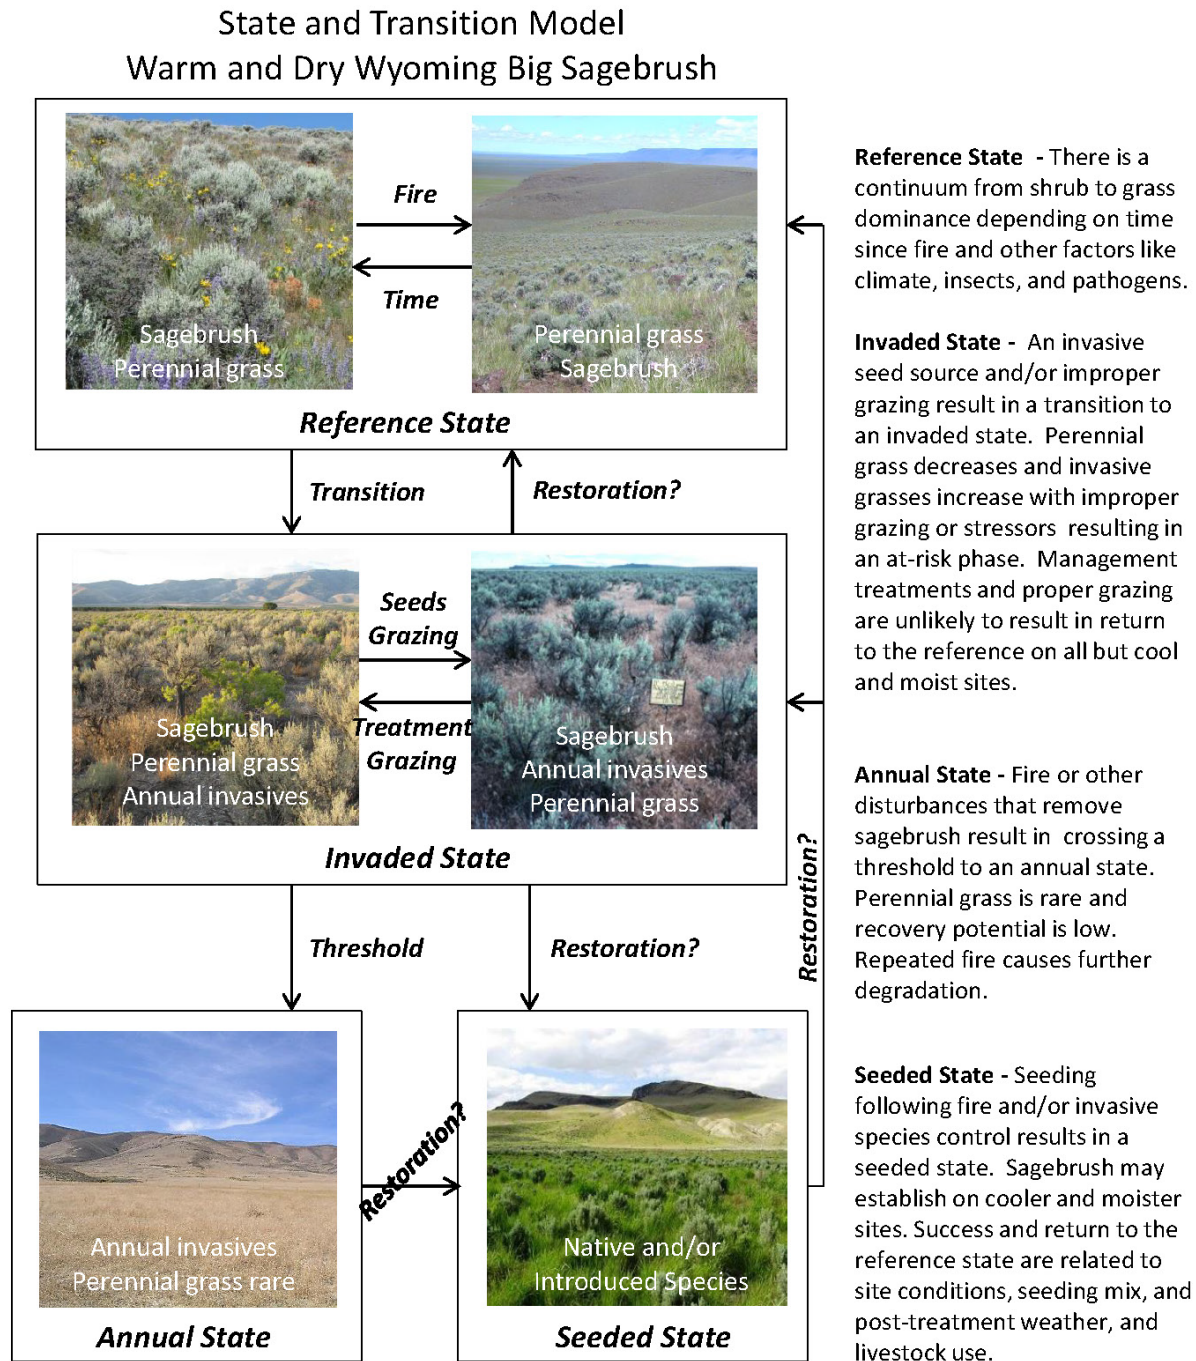 State and Transition Model
Warm and Dry Wyoming Big Sagebrush
Fire
Time
Sagebrush
Perennial grass
Perennial grass
Sagebrush
Reference State
Transition
Restoration?
Seeds
Grazing
Treatment
Grazing
Sagebrush
Perennial grass
Annual invasives
Sagebrush
Annual invasives
Perennial grass
Invaded State
Threshold
Restoration?
Restoration?
Restoration?
Annual invasives
Perennial grass rare
Annual State
Native and/or
Introduced Species
Seeded State
Reference State - There is a
continuum from shrub to grass
dominance depending on time
since fire and other factors like
climate, insects, and pathogens.
Invaded State - An invasive
seed source and/or improper
grazing result in a transition to
an invaded state. Perennial
grass decreases and invasive
grasses increase with improper
grazing or stressors resulting in
an at-risk phase. Management
treatments and proper grazing
are unlikely to result in return
to the reference on all but cool
and moist sites.
Annual State - Fire or other
disturbances that remove
sagebrush result in crossing a
threshold to an annual state.
Perennial grass is rare and
recovery potential is low.
Repeated fire causes further
degradation.
Seeded State - Seeding
following fire and/or invasive
species control results in a
seeded state. Sagebrush may
establish on cooler and moister
sites. Success and return to the
reference state are related to
site conditions, seeding mix, and
post-treatment weather, and
livestock use.